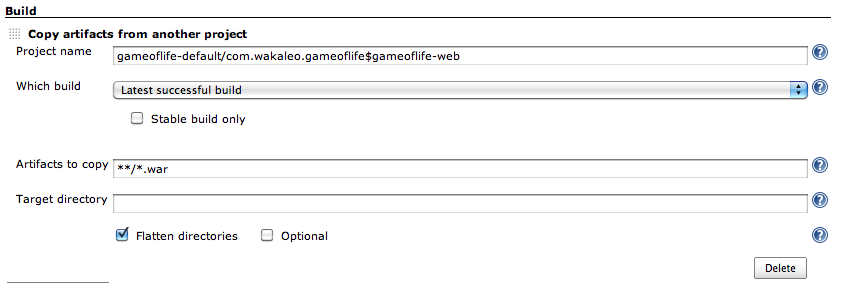 Build
Copy artifacts from another project
Project name gameoflife-default/com.wakaleo.gameoflife$gameoflife-web ?
Which build Latest successful build ?
Stable build only
Artifacts to copy **/*.war ?
Target directory ?
Flatten directories Optional ?
Delete